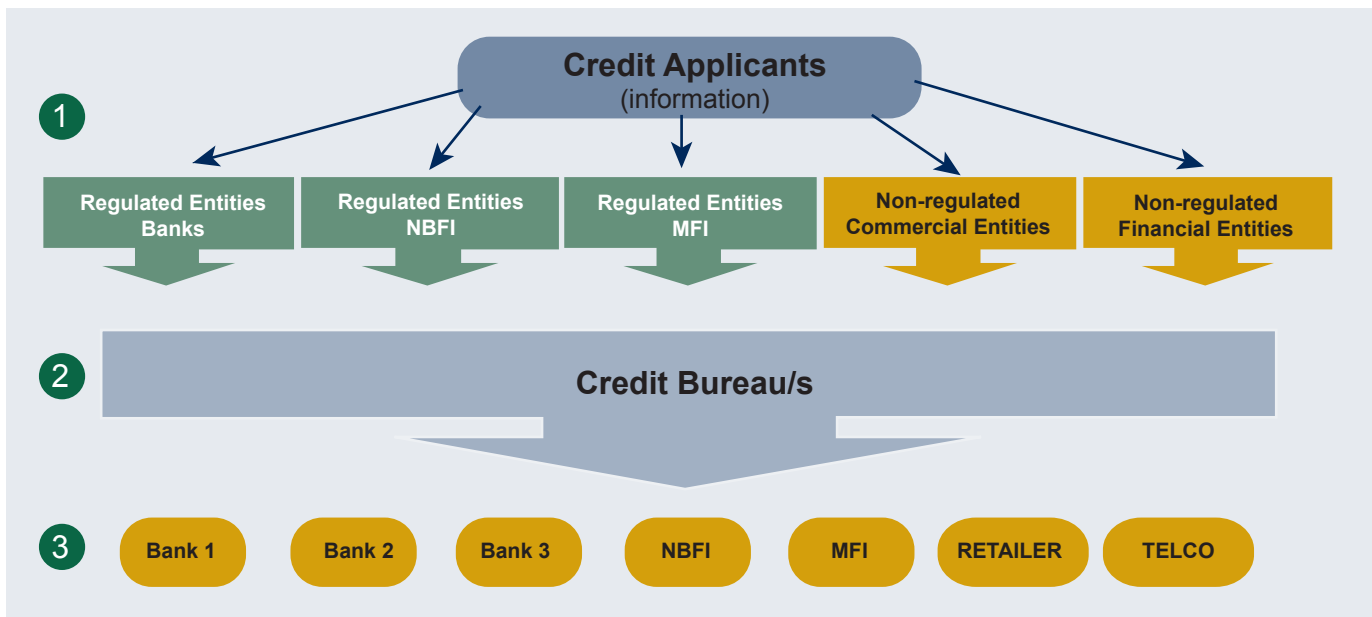 Credit Applicants
(information)
1
Regulated Entities
Banks
Regulated Entities
NBFI
Regulated Entities
MFI
Non-regulated
Commercial Entities
Non-regulated
Financial Entities
2
Credit Bureau/s
3
Bank 1
Bank 2
Bank 3
NBFI
MFI
RETAILER
TELCO